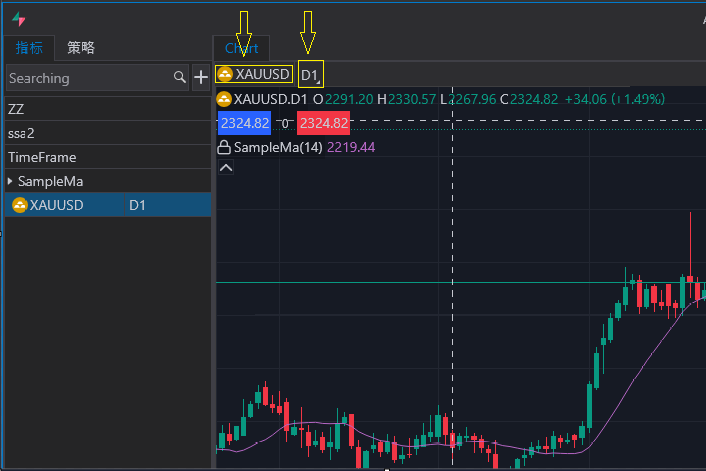 指标 策略 Chart
Searching
XAUUSD D1
ZZ
ssa2
TimeFrame
SampleMa
XAUUSD D1
XAUUSD.D1 O2291.20 H2330.57 L2267.96 C2324.82 +34.06 (+1.49%)
2324.82 0 2324.82
SampleMa(14) 2219.44